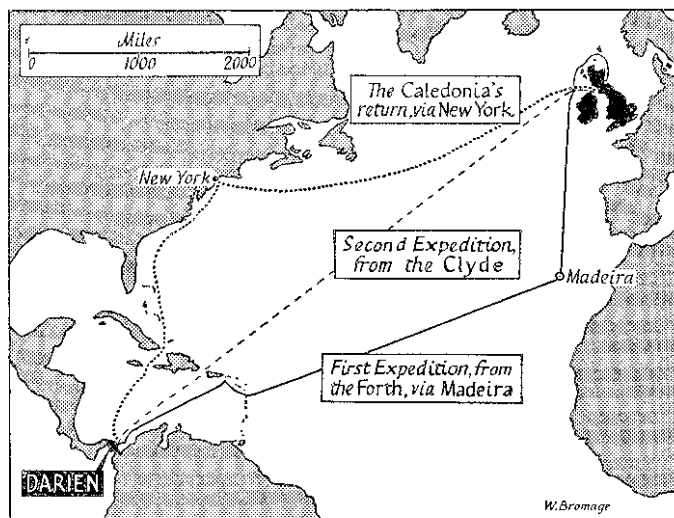 Miles
0 1000 2000
The Caledonia's
return, via New York
New York
Second Expedition,
from the Clyde
Madeira
First Expedition, from
the Forth, via Madeira
DARIEN
W. Bromage